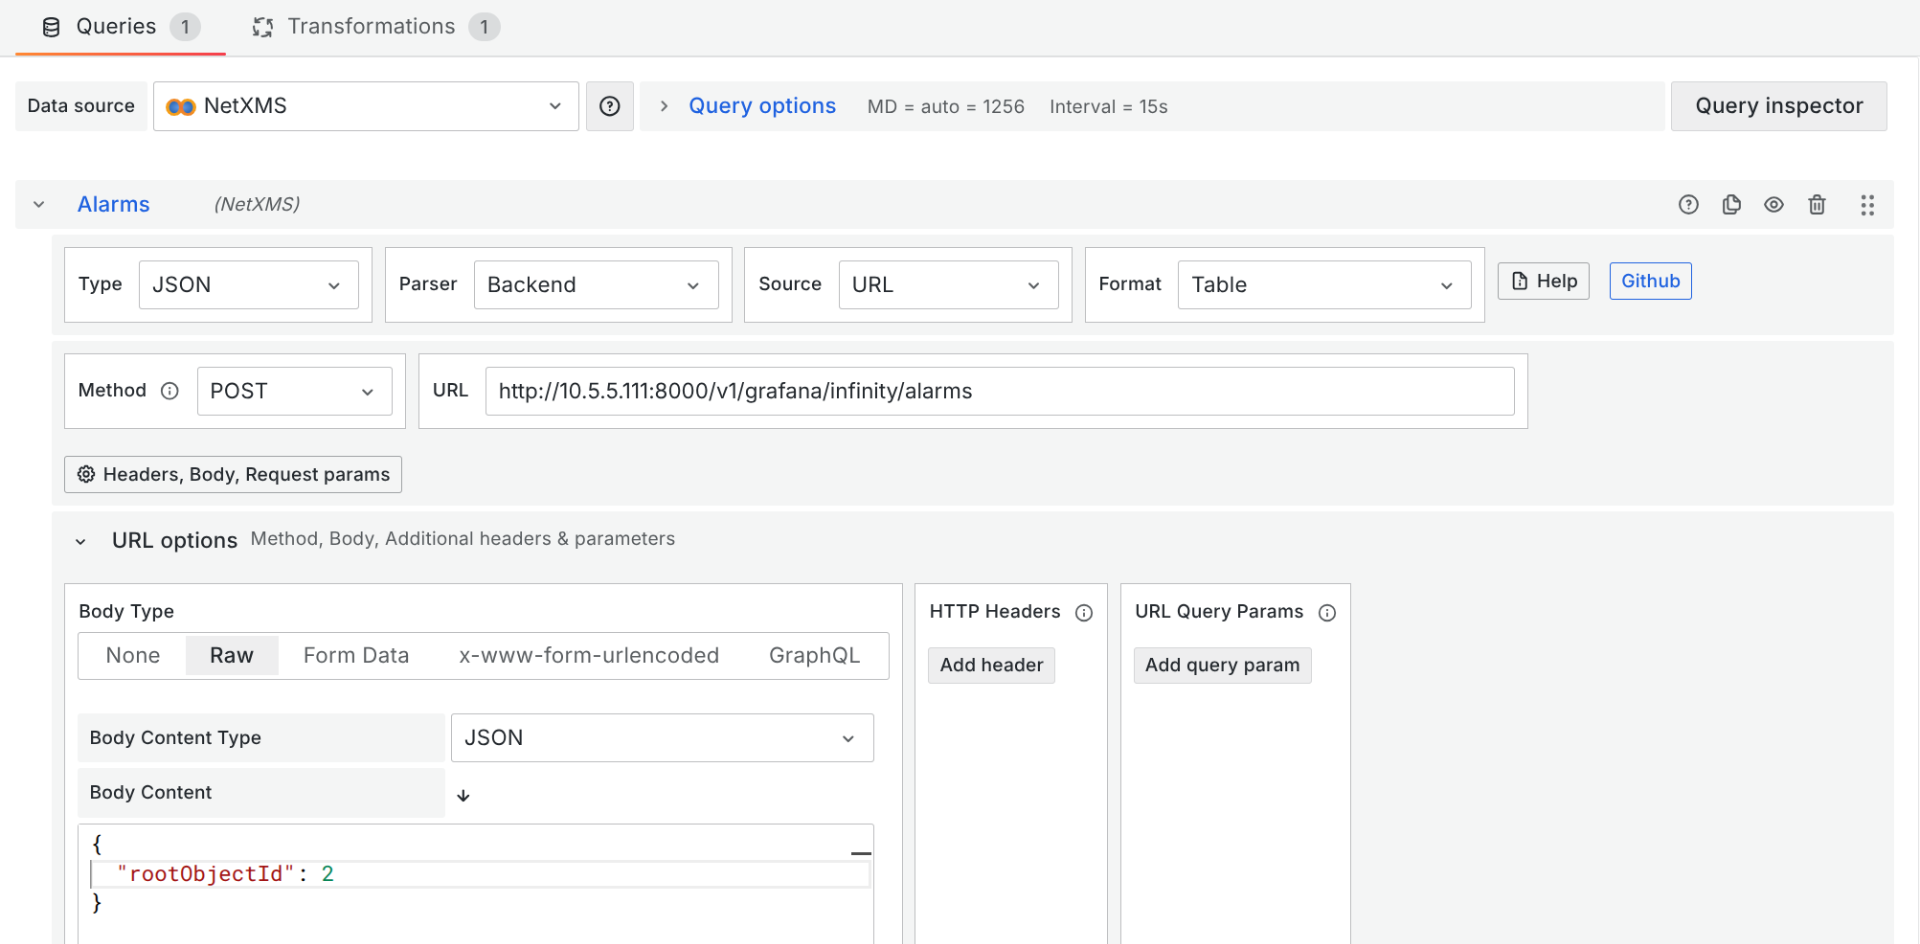 Queries 1 Transformations 1
Data source NetXMS Query options MD = auto = 1256 Interval = 15s Query inspector
Alarms (NetXMS)
Type JSON Parser Backend Source URL Format Table Help Github
Method POST URL http://10.5.5.111:8000/v1/grafana/infinity/alarms
Headers, Body, Request params
URL options Method, Body, Additional headers & parameters
Body Type HTTP Headers URL Query Params
None Raw Form Data x-www-form-urlencoded GraphQL Add header Add query param
Body Content Type JSON
Body Content
{
"rootObjectId": 2
}